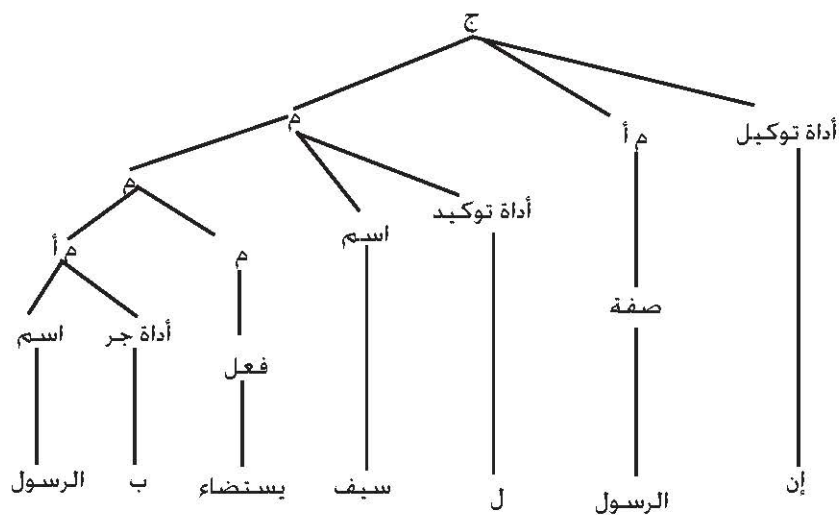 ج
م
أداة توكيل
م أ
م
أداة توكيد
اسم
م
م أ
صفة
أداة جر
اسم
فعل
إن
الرسول
ل
سيف
يستضاء
ب
الرسول